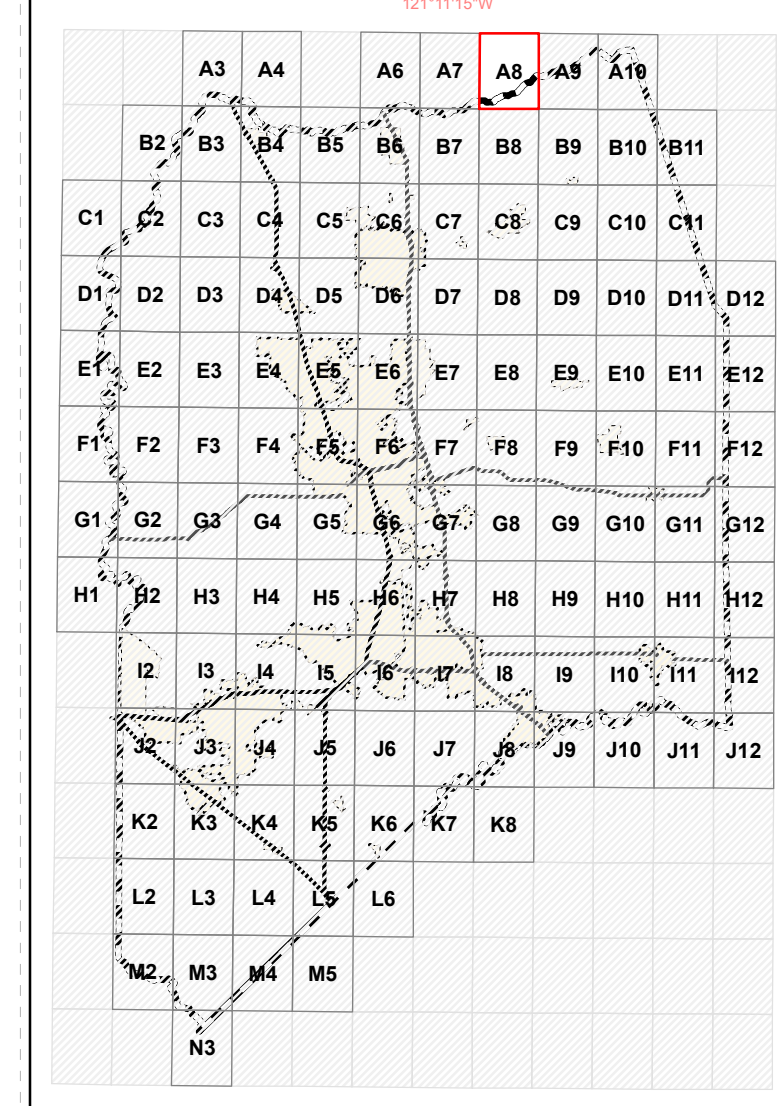 121°11'15"W
A3 A4 A6 A7 A8 A9 A10
B2 B3 B4 B5 B6 B7 B8 B9 B10 B11
C1 C2 C3 C4 C5 C6 C7 C8 C9 C10 C11
D1 D2 D3 D4 D5 D6 D7 D8 D9 D10 D11 D12
E1 E2 E3 E4 E5 E6 E7 E8 E9 E10 E11 E12
F1 F2 F3 F4 F5 F6 F7 F8 F9 F10 F11 F12
G1 G2 G3 G4 G5 G6 G7 G8 G9 G10 G11 G12
H1 H2 H3 H4 H5 H6 H7 H8 H9 H10 H11 H12
I2 I3 I4 I5 I6 I7 I8 I9 I10 I11 I12
J2 J3 J4 J5 J6 J7 J8 J9 J10 J11 J12
K2 K3 K4 K5 K6 K7 K8
L2 L3 L4 L5 L6
M2 M3 M4 M5
N3